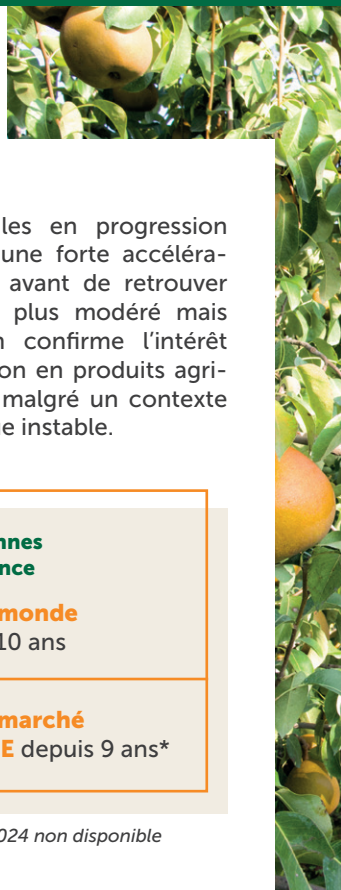 les en progression
une forte accéléra-
avant de retrouver
plus modéré mais
confirme l'intérêt
on en produits agri-
malgré un contexte
e instable.
nnes
nce
monde
10 ans
marché
E depuis 9 ans*
024 non disponible